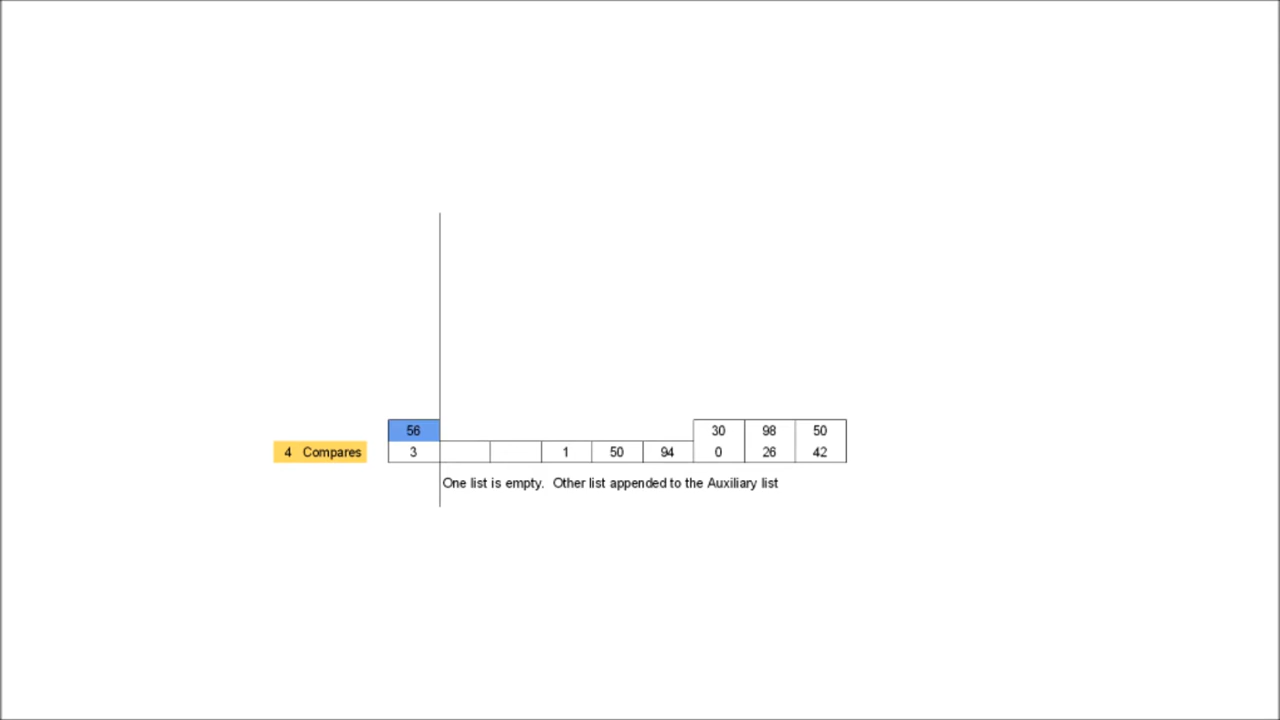 56 30 98 50
4 Compares 3 1 50 94 0 26 42
One list is empty. Other list appended to the Auxiliary list